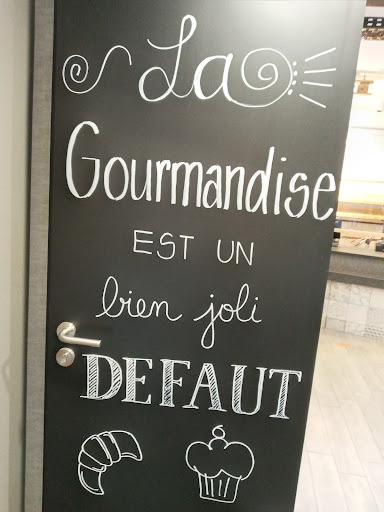 La
Gourmandise
EST UN
bien joli
DEFAUT